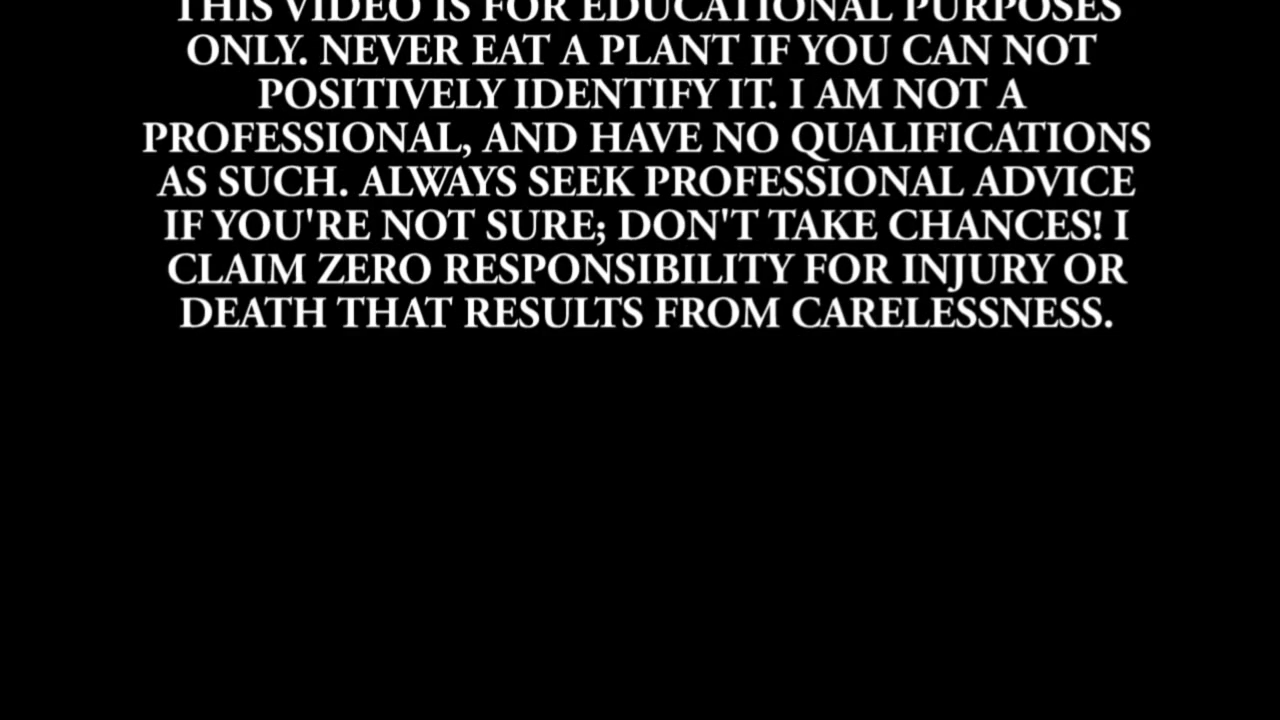 THIS VIDEO IS FOR EDUCATIONAL PURPOSES
ONLY. NEVER EAT A PLANT IF YOU CAN NOT
POSITIVELY IDENTIFY IT. I AM NOT A
PROFESSIONAL, AND HAVE NO QUALIFICATIONS
AS SUCH. ALWAYS SEEK PROFESSIONAL ADVICE
IF YOU'RE NOT SURE; DON'T TAKE CHANCES! I
CLAIM ZERO RESPONSIBILITY FOR INJURY OR
DEATH THAT RESULTS FROM CARELESSNESS.